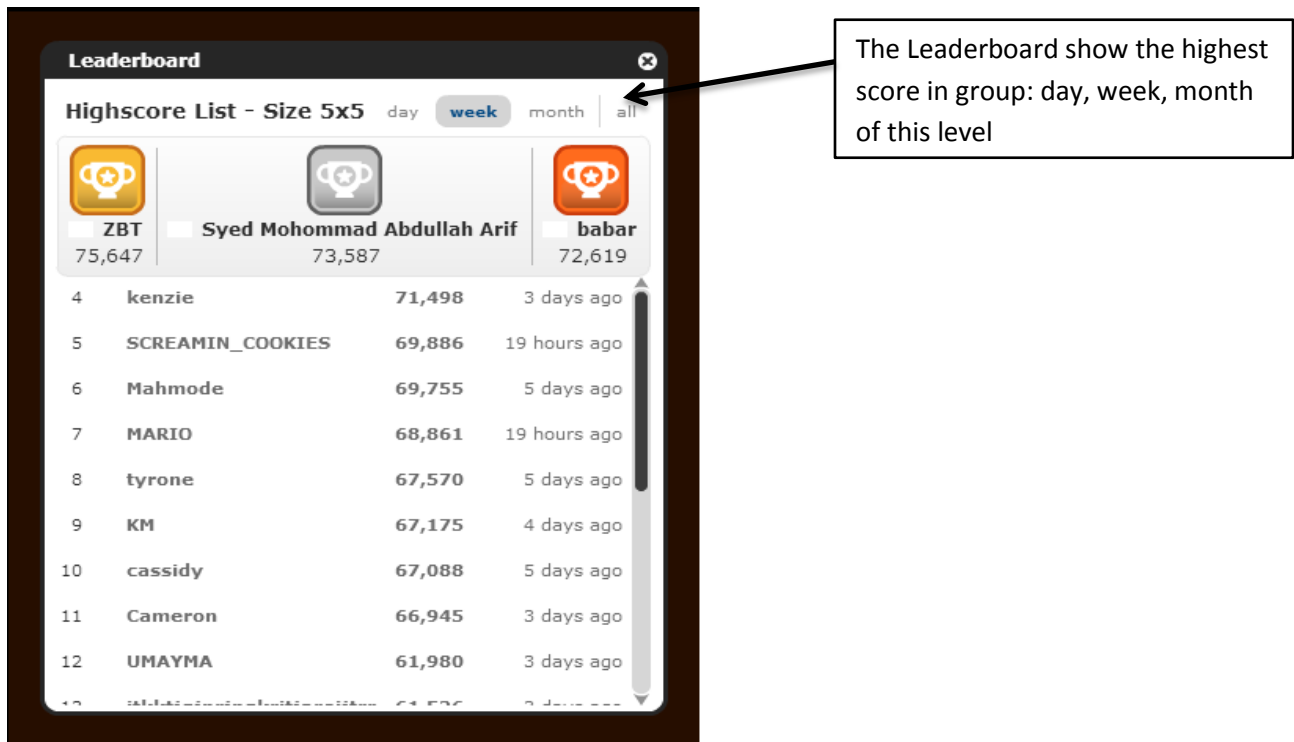 Leaderboard
Highscore List - Size 5x5 day week month all
ZBT Syed Mohommad Abdullah Arif babar
75,647 73,587 72,619
4 kenzie 71,498 3 days ago
5 SCREAMIN_COOKIES 69,886 19 hours ago
6 Mahmode 69,755 5 days ago
7 MARIO 68,861 19 hours ago
8 tyrone 67,570 5 days ago
9 KM 67,175 4 days ago
10 cassidy 67,088 5 days ago
11 Cameron 66,945 3 days ago
12 UMAYMA 61,980 3 days ago
The Leaderboard show the highest
score in group: day, week, month
of this level